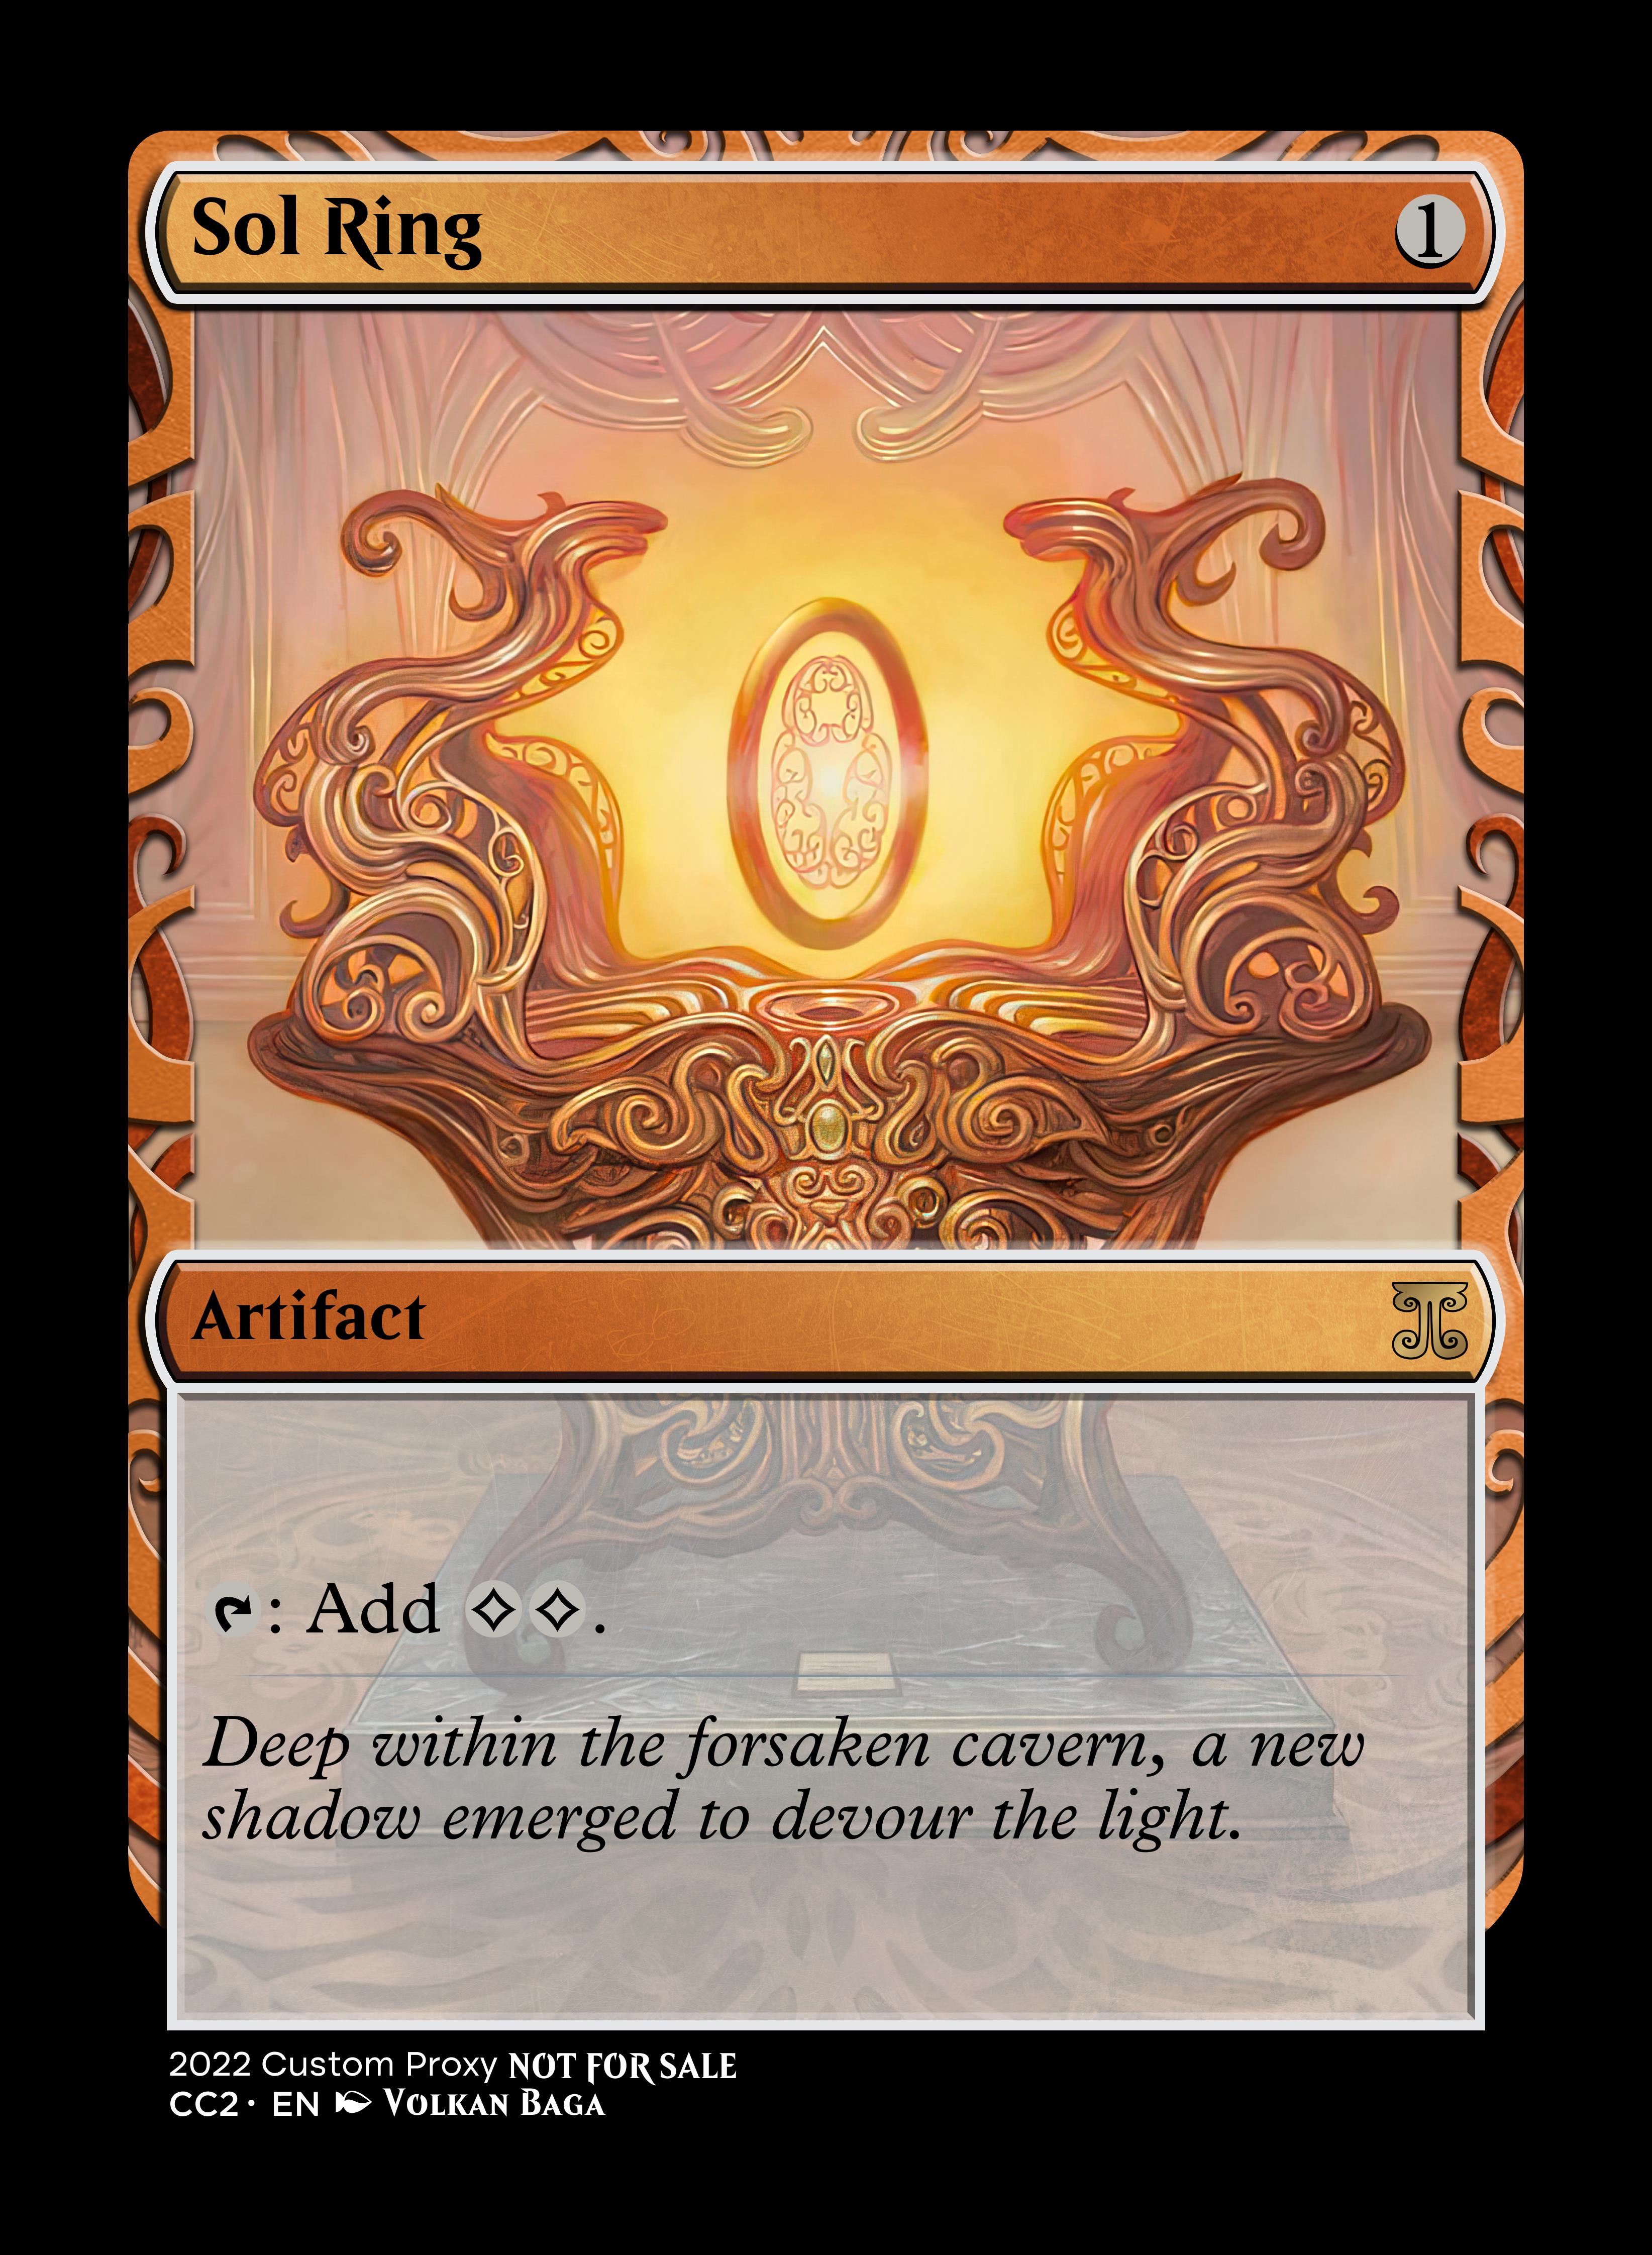 Sol Ring 1
Artifact
: Add .
Deep within the forsaken cavern, a new
shadow emerged to devour the light.
2022 Custom Proxy NOT FOR SALE
CC2 • EN VOLKAN BAGA